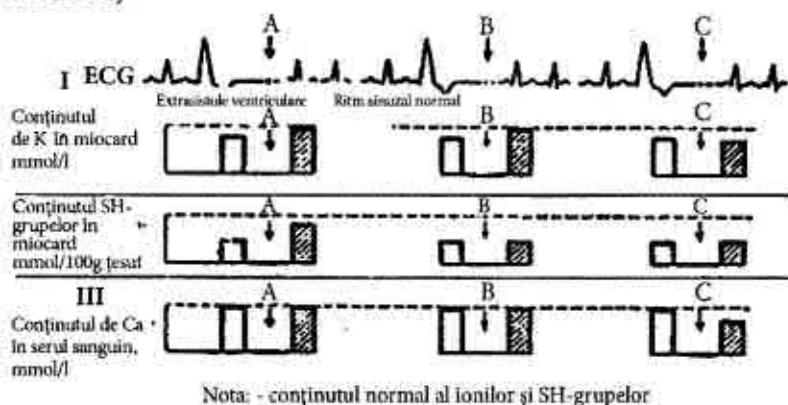 A B C
I ECG
Extrasistole ventriculare Ritm sisuzal normal
Conţinutul
de K în miocard
mmol/l
A B C
Conţinutul SH-
grupelor în
miocard
mmol/100g ţesut
A B C
III
Conţinutul de Ca
în serul sanguin,
mmol/l
A B C
Nota: - conţinutul normal al ionilor şi SH-grupelor